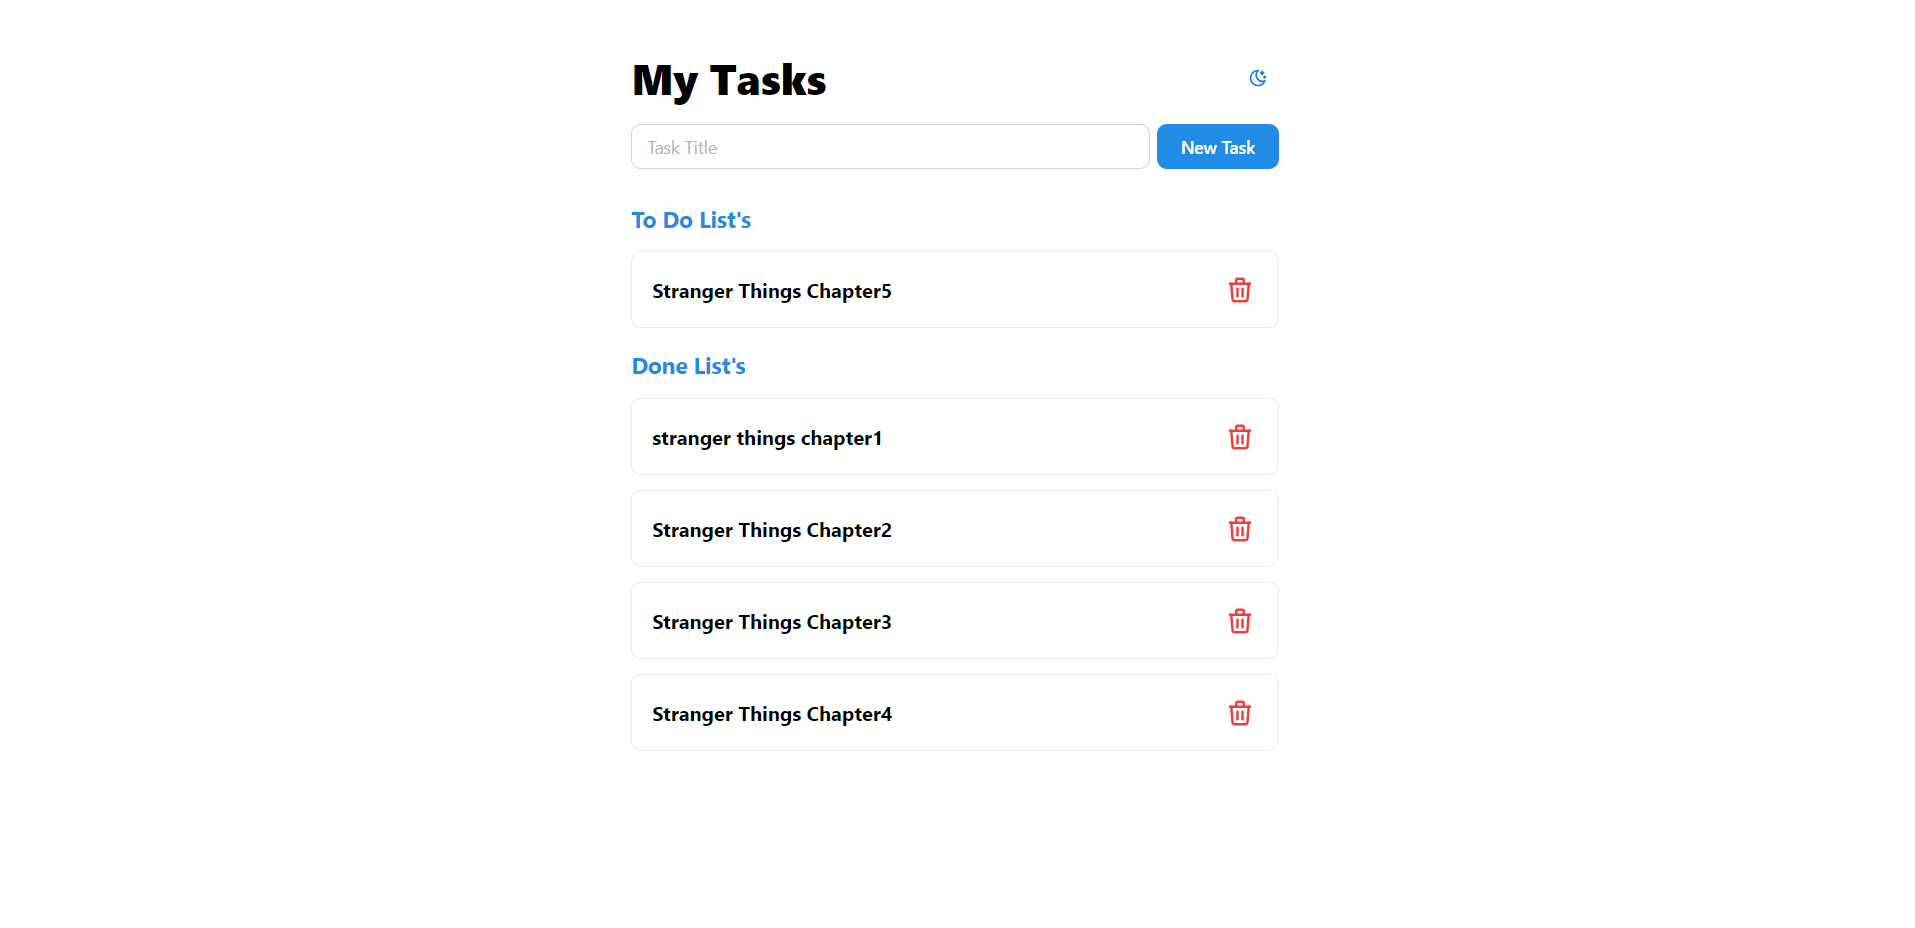 My Tasks
Task Title
New Task
To Do List's
Stranger Things Chapter5
Done List's
stranger things chapter1
Stranger Things Chapter2
Stranger Things Chapter3
Stranger Things Chapter4